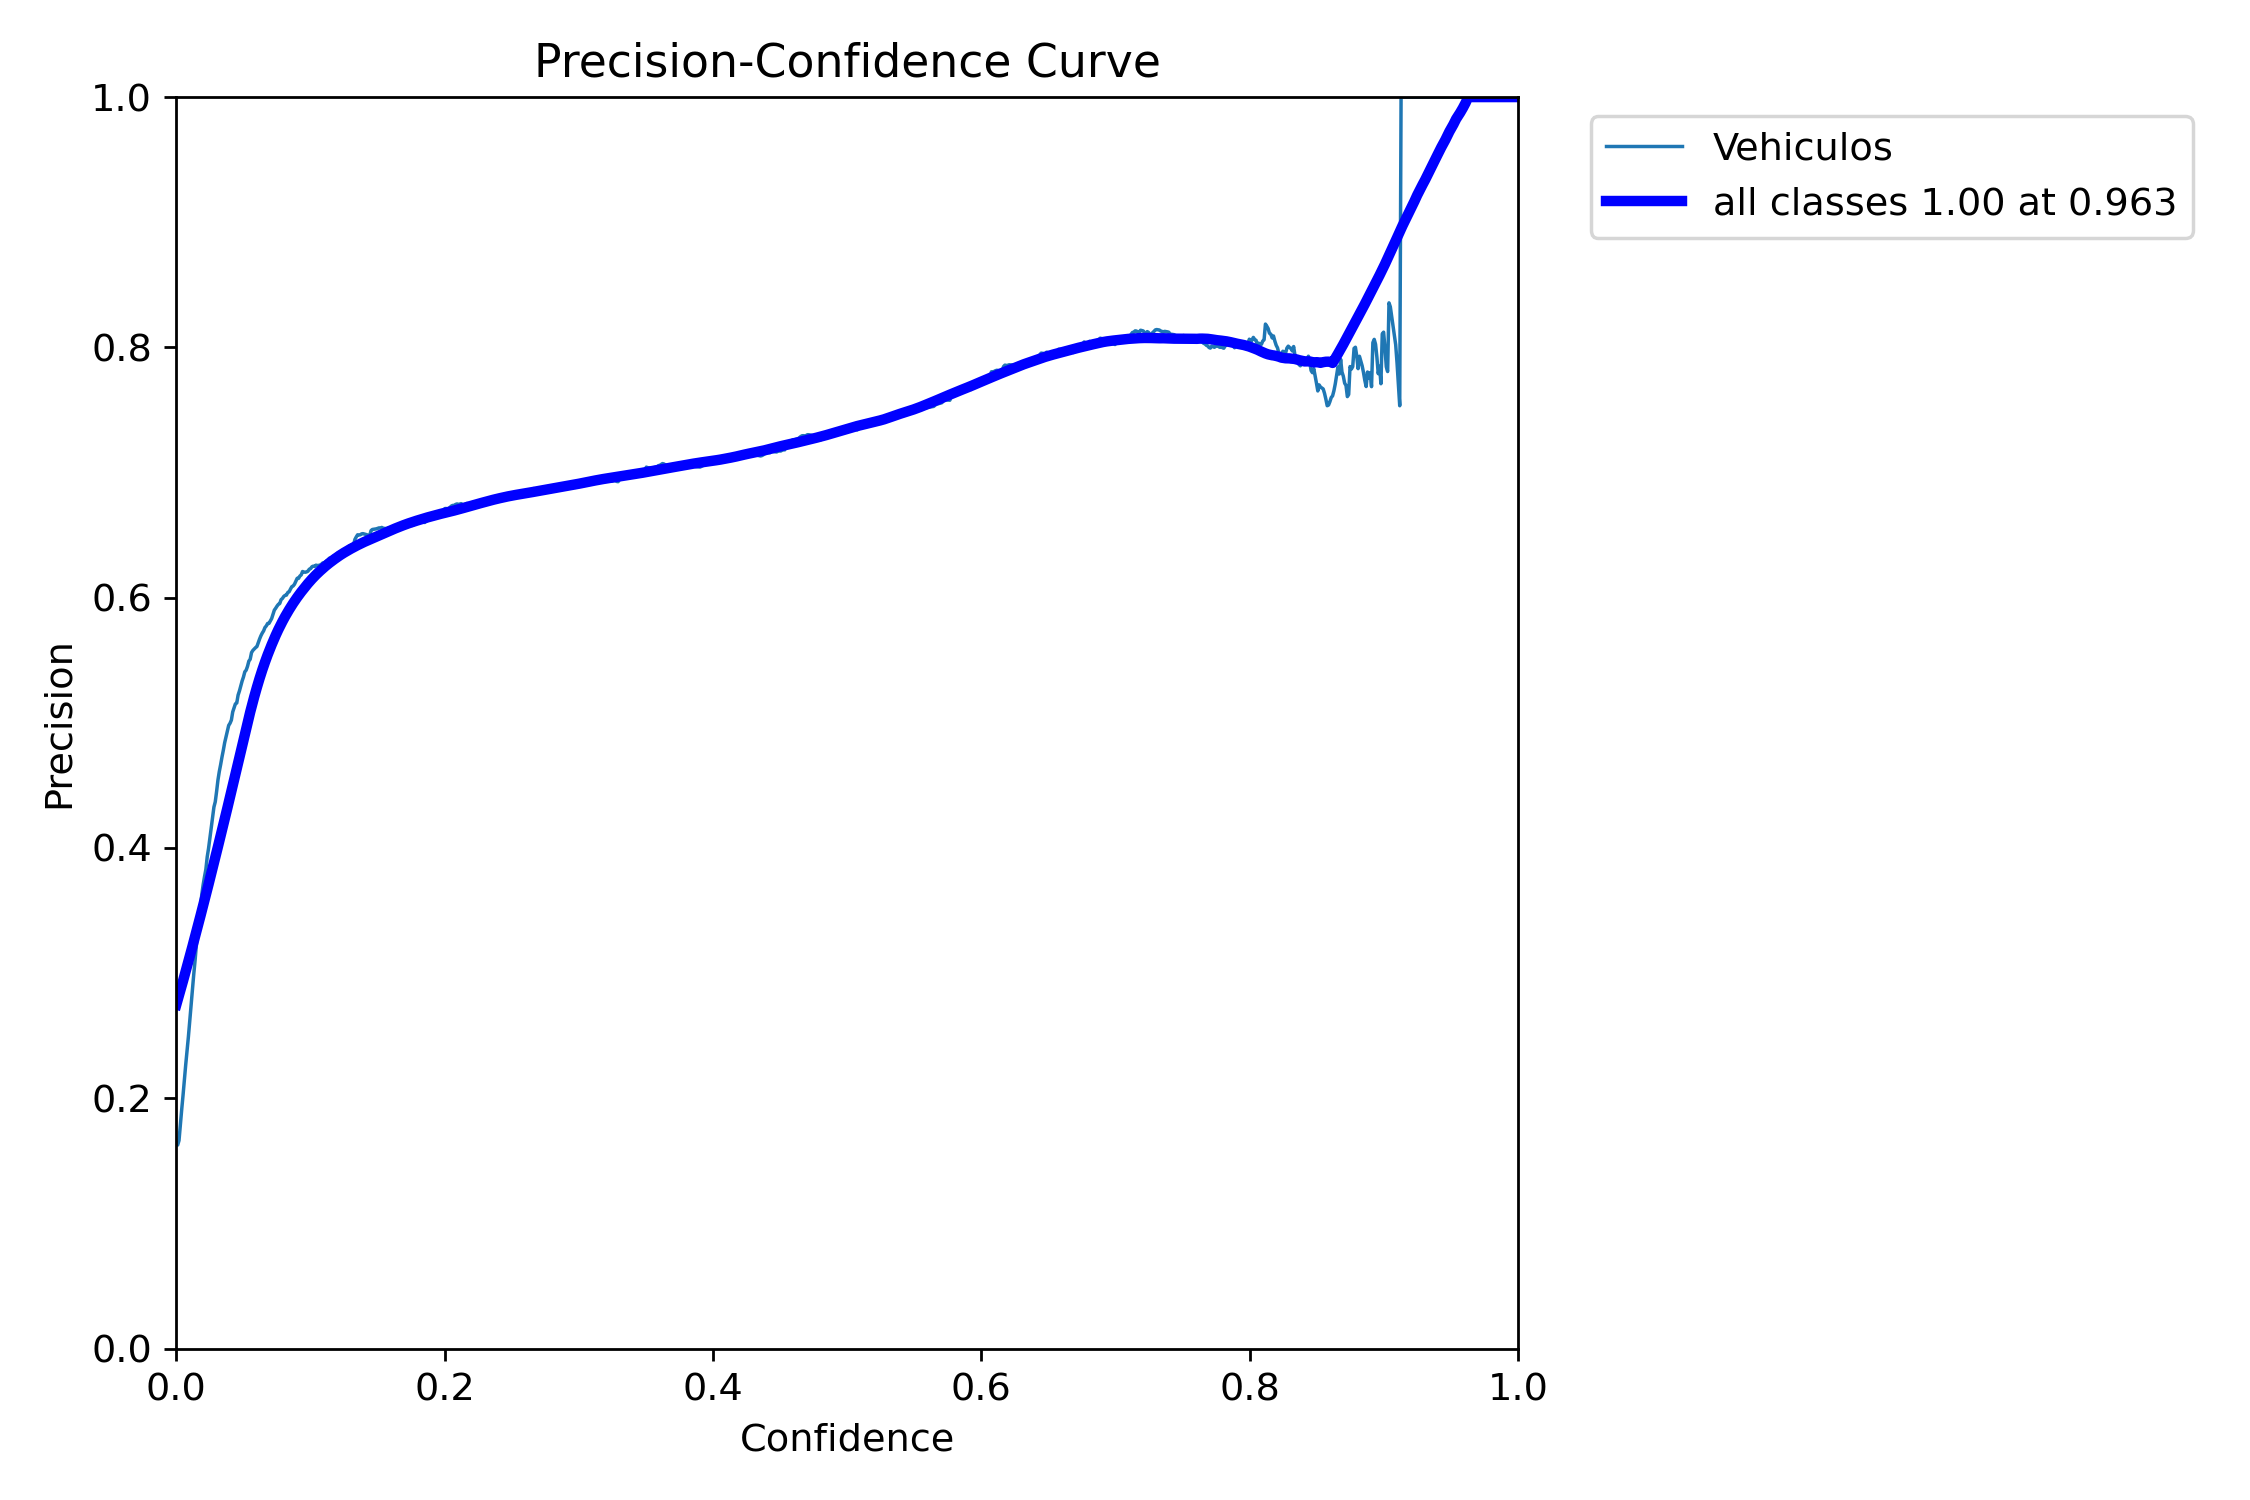 Precision-Confidence Curve
1.0
0.8
0.6
0.4
0.2
0.0
Precision
0.0 0.2 0.4 0.6 0.8 1.0
Confidence
Vehiculos
all classes 1.00 at 0.963